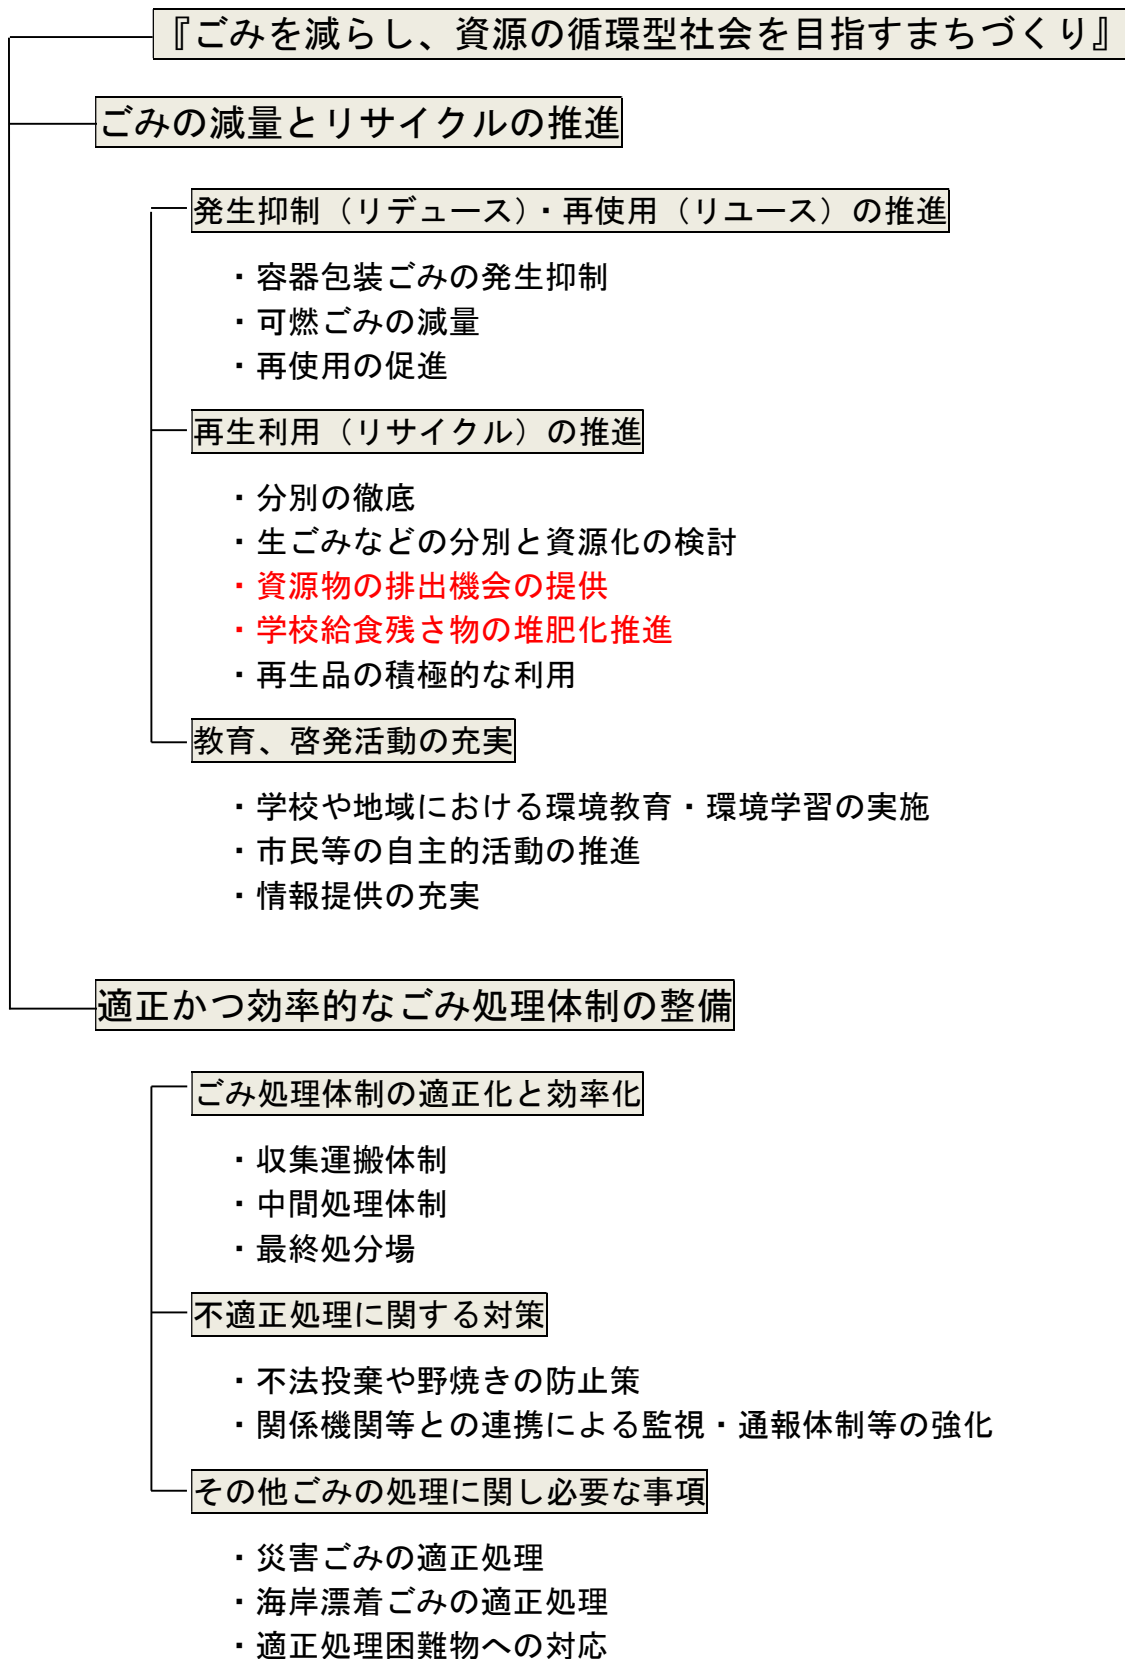 『ごみを減らし、資源の循環型社会を目指すまちづくり』
ごみの減量とリサイクルの推進
発生抑制（リデュース）・再使用（リユース）の推進
・容器包装ごみの発生抑制
・可燃ごみの減量
・再使用の促進
再生利用（リサイクル）の推進
・分別の徹底
・生ごみなどの分別と資源化の検討
・資源物の排出機会の提供
・学校給食残さ物の堆肥化推進
・再生品の積極的な利用
教育、啓発活動の充実
・学校や地域における環境教育・環境学習の実施
・市民等の自主的活動の推進
・情報提供の充実
適正かつ効率的なごみ処理体制の整備
ごみ処理体制の適正化と効率化
・収集運搬体制
・中間処理体制
・最終処分場
不適正処理に関する対策
・不法投棄や野焼きの防止策
・関係機関等との連携による監視・通報体制等の強化
その他ごみの処理に関し必要な事項
・災害ごみの適正処理
・海岸漂着ごみの適正処理
・適正処理困難物への対応